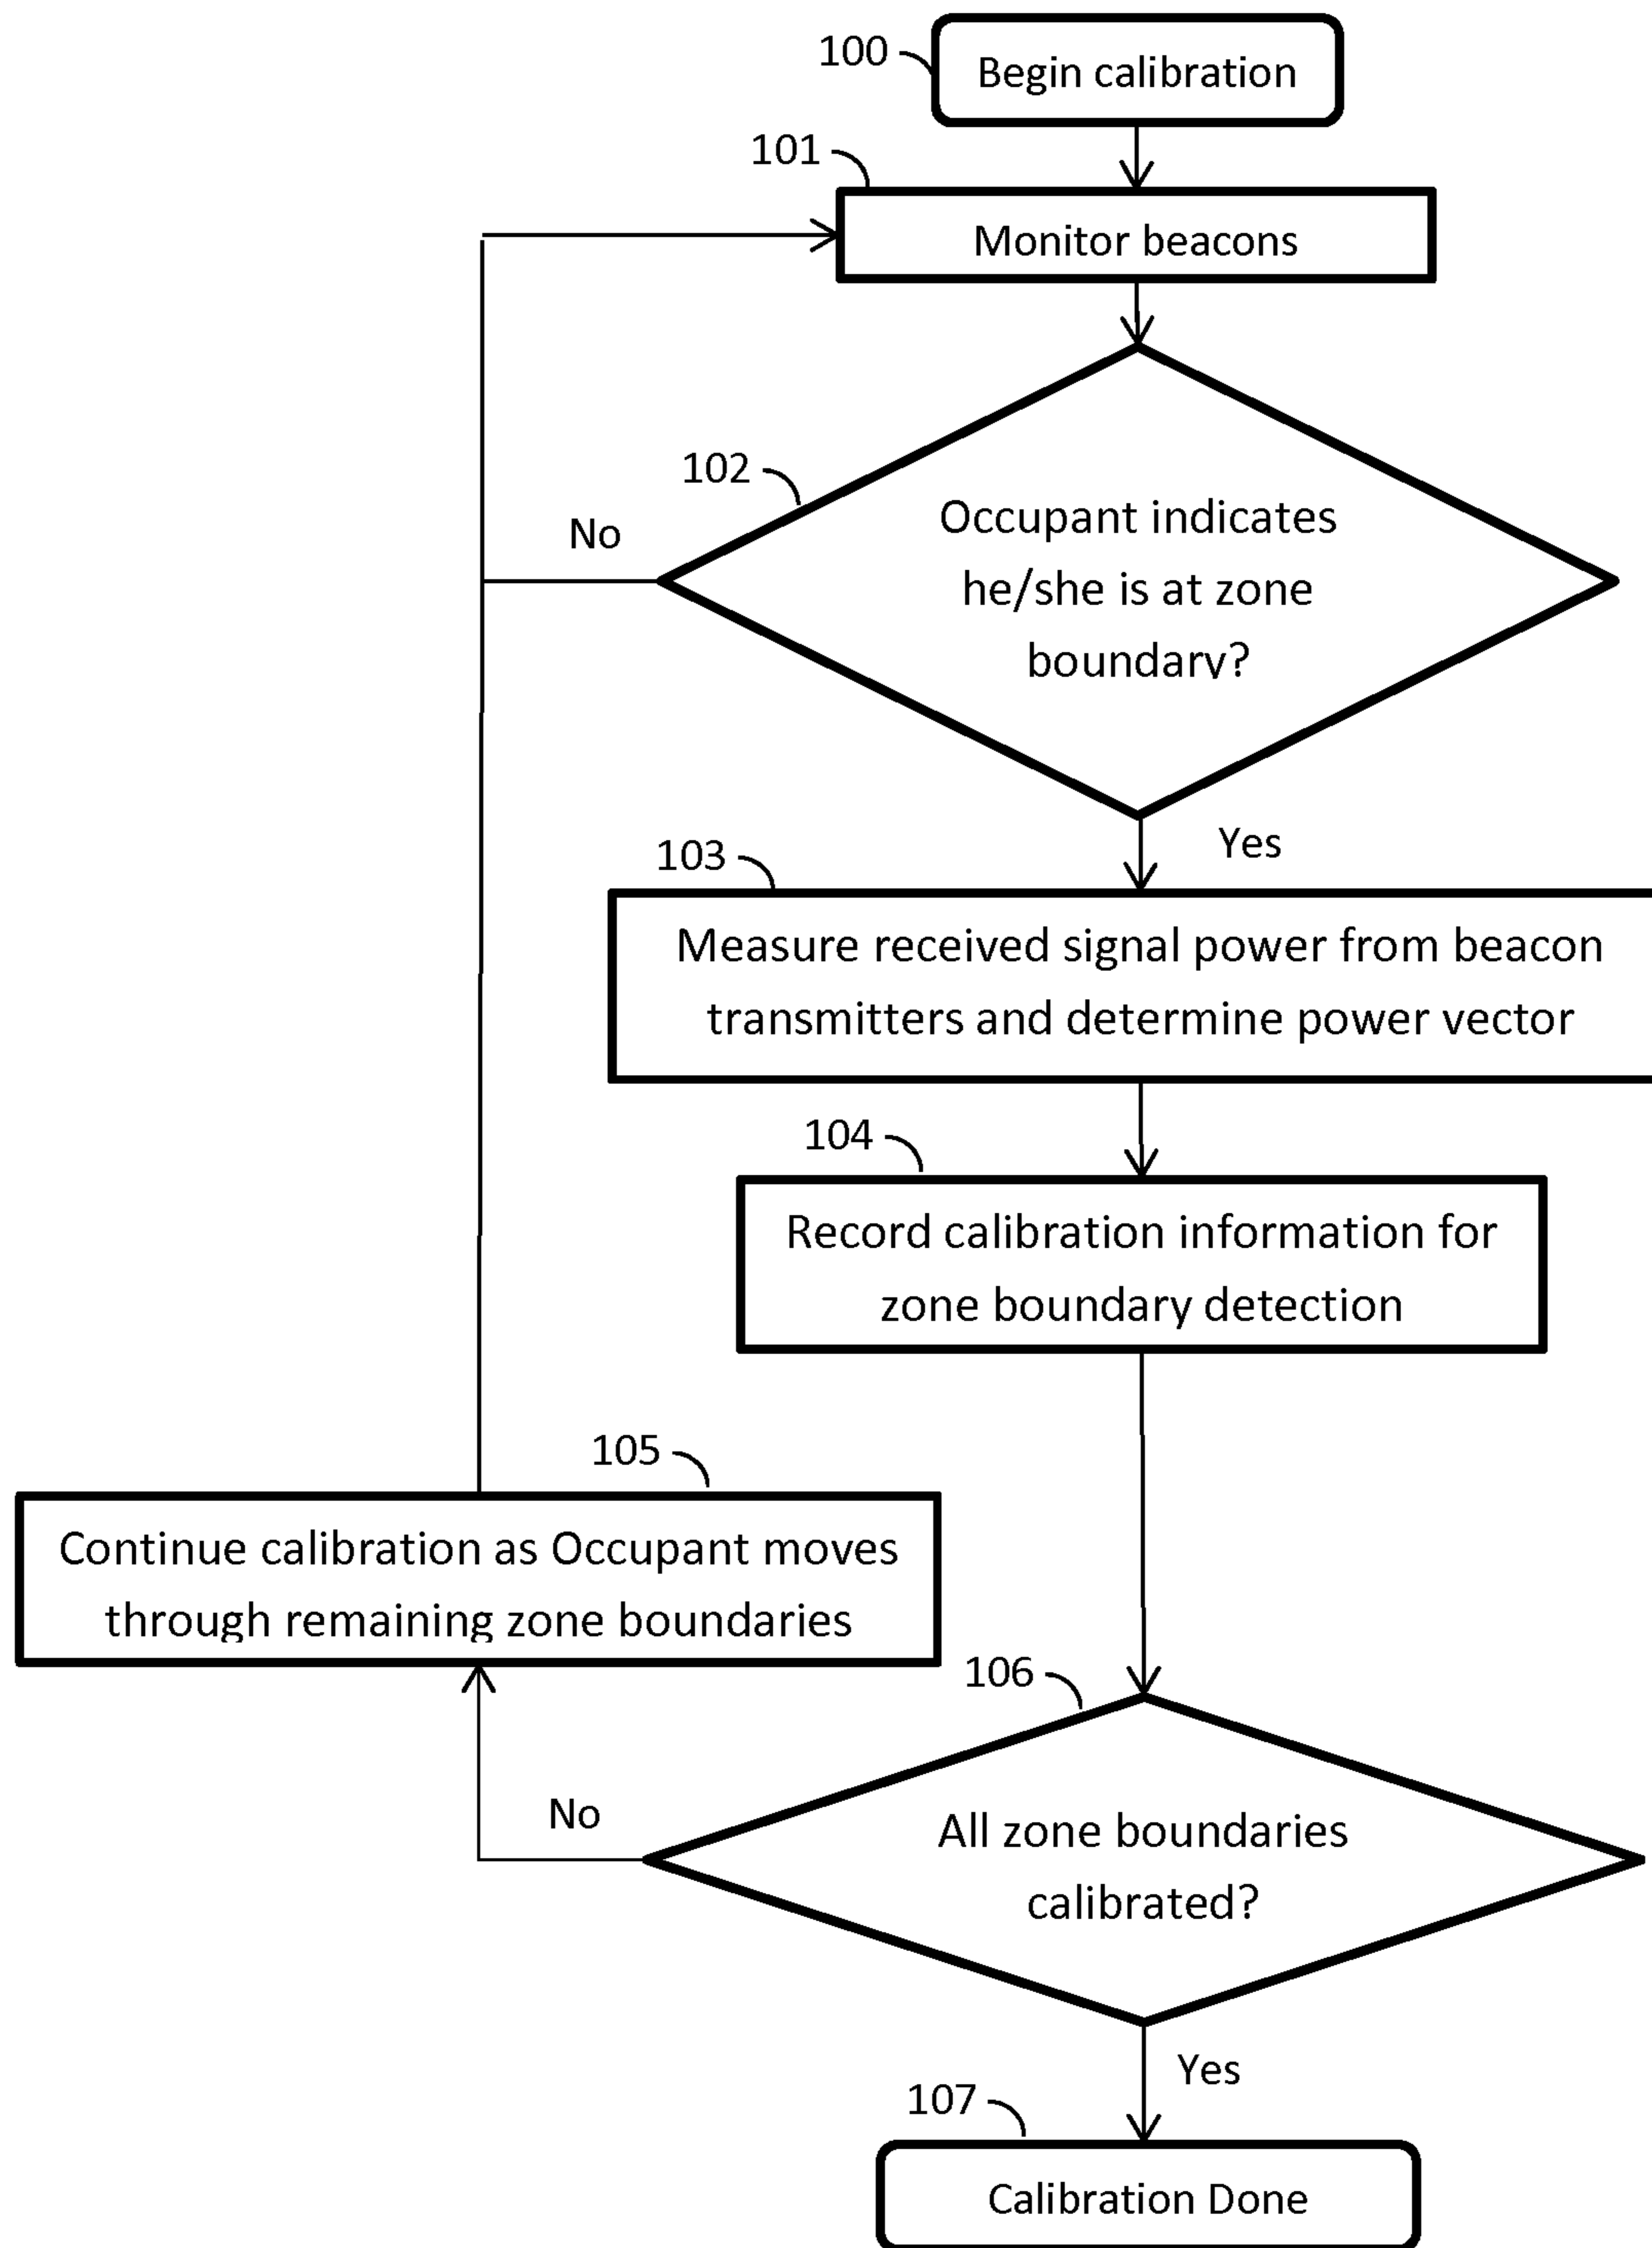 100
Begin calibration
101
Monitor beacons
102
Occupant indicates
he/she is at zone
boundary?
No
Yes
103
Measure received signal power from beacon
transmitters and determine power vector
104
Record calibration information for
zone boundary detection
105
Continue calibration as Occupant moves
through remaining zone boundaries
106
All zone boundaries
calibrated?
No
Yes
107
Calibration Done